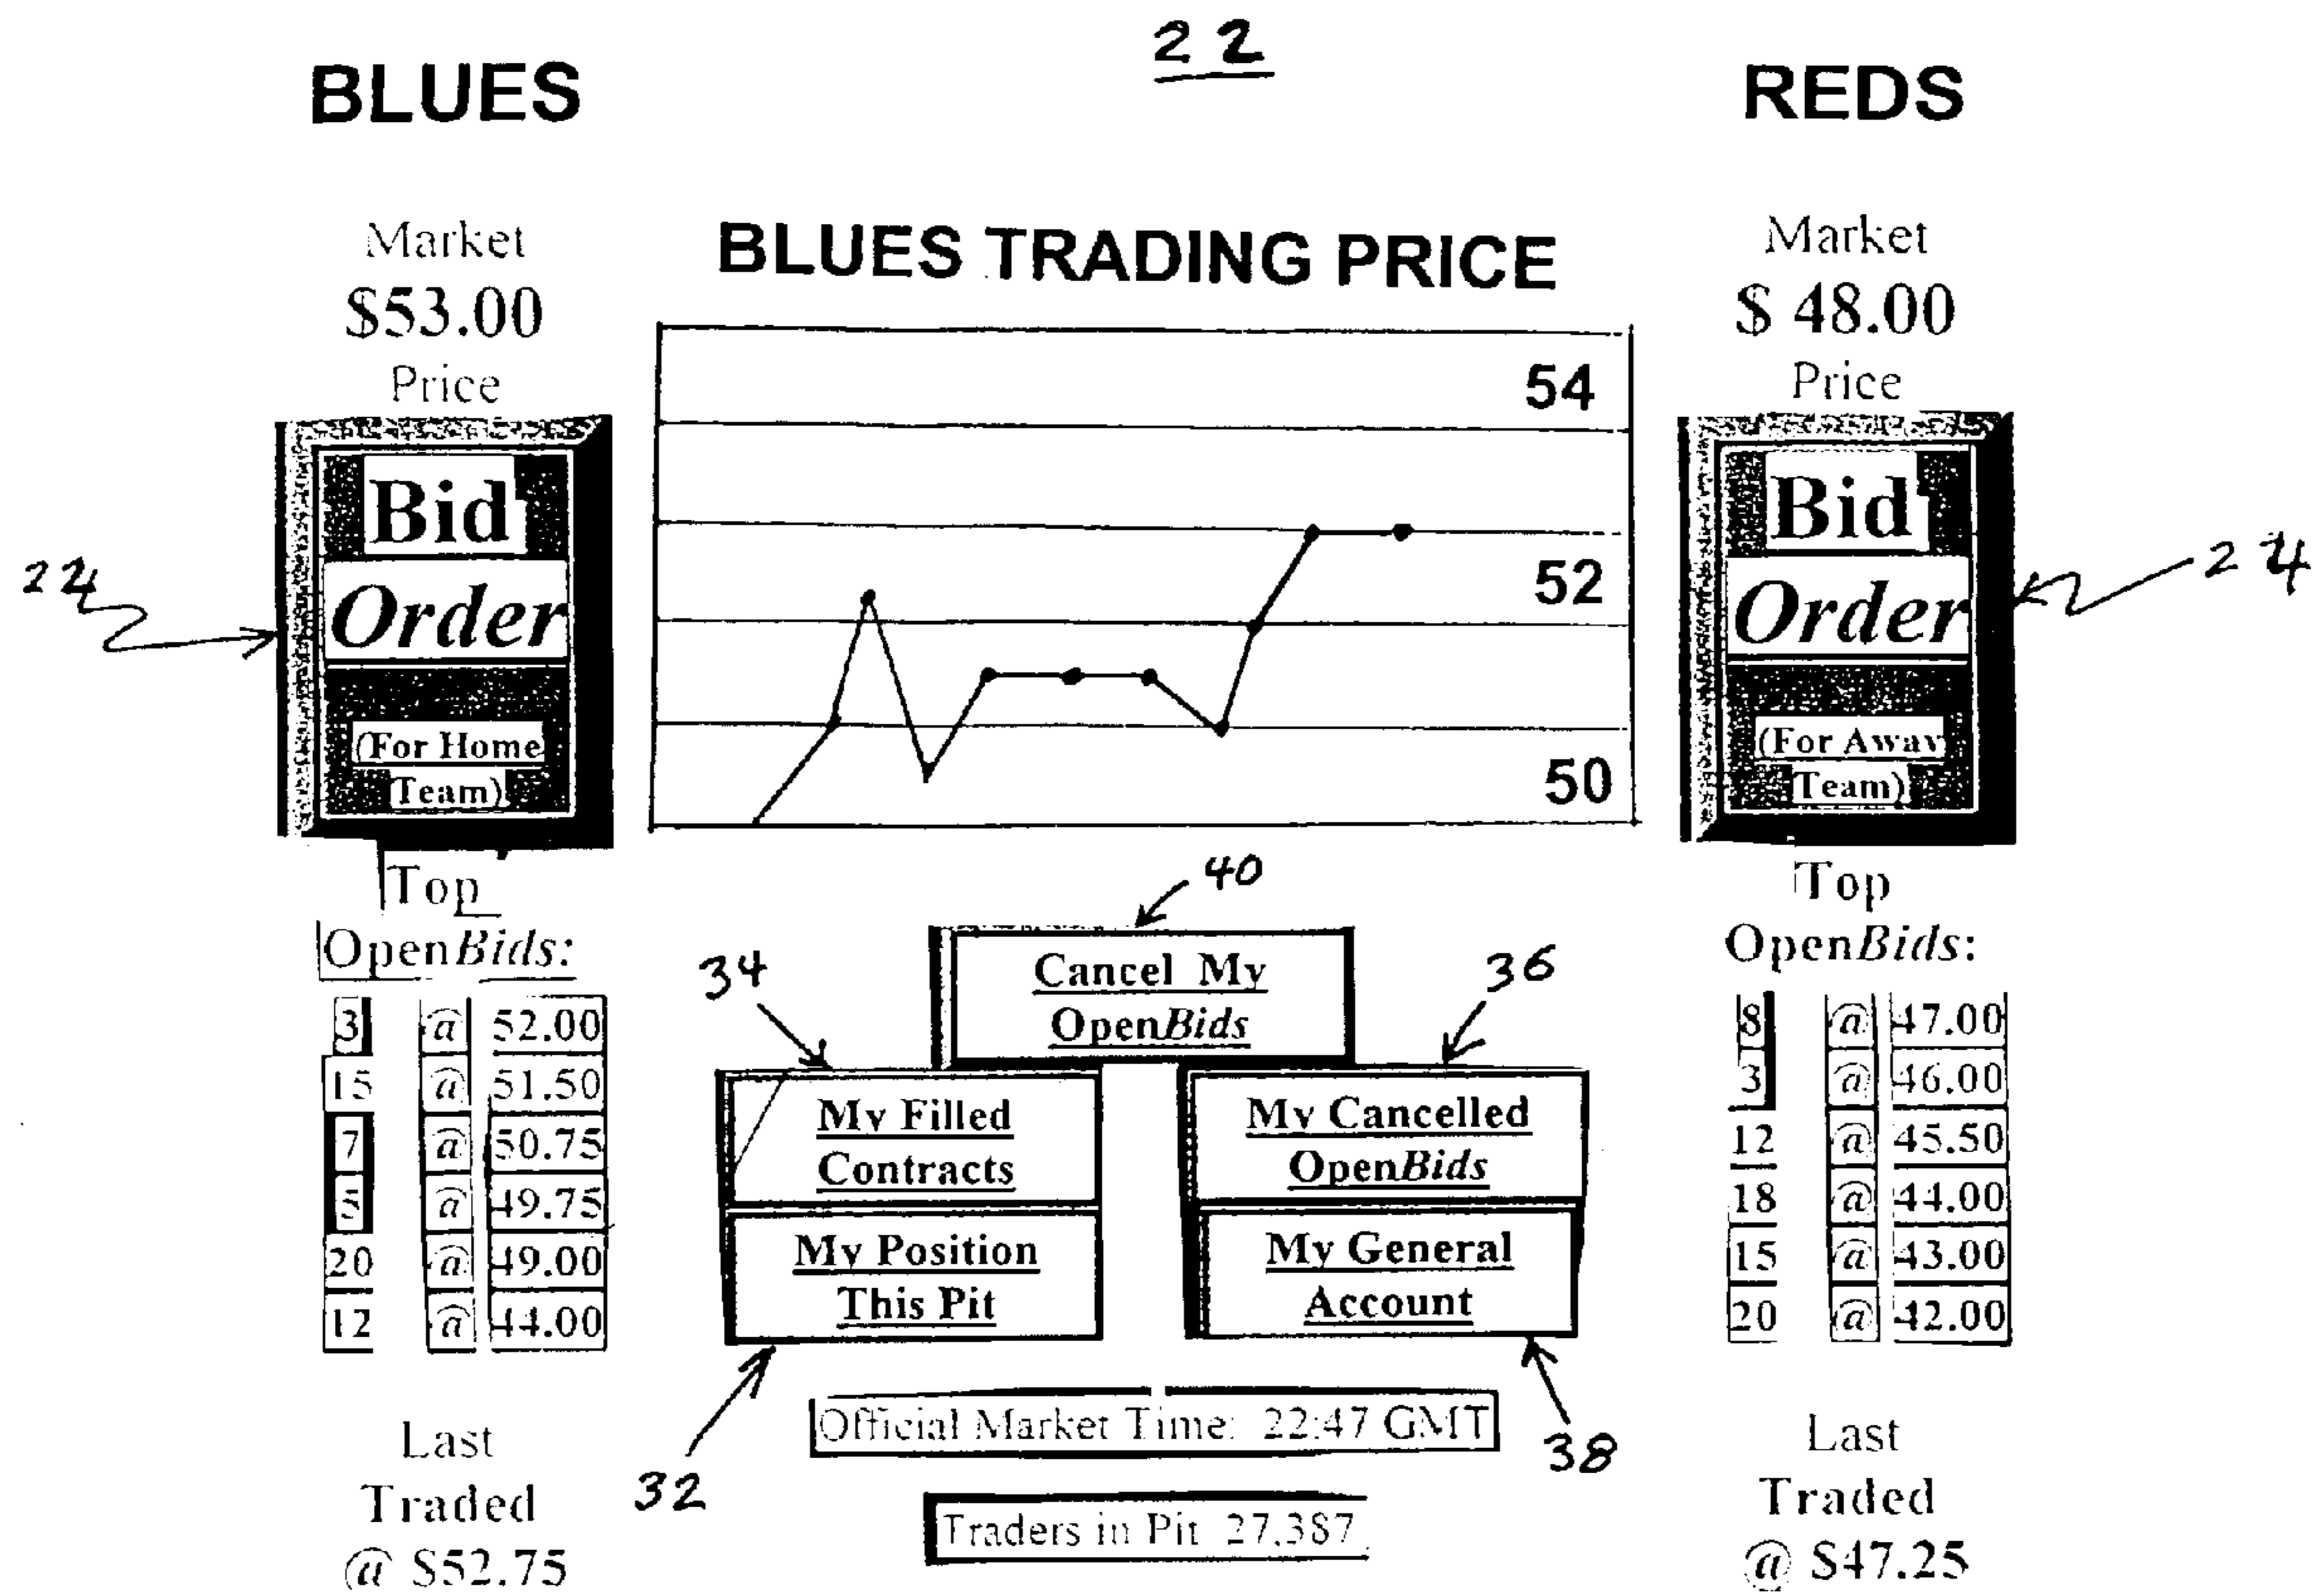 22
BLUES
REDS
Market
$53.00
Price
BLUES TRADING PRICE
Market
$ 48.00
Price
54
52
50
Bid
Order
(For Home
Team)
24
Bid
Order
(For Away
Team)
24
Top
OpenBids:
3 @ 52.00
15 @ 51.50
7 @ 50.75
5 @ 49.75
20 @ 49.00
12 @ 44.00
Last
Traded
@ $52.75
40
Cancel My
OpenBids
34
36
My Filled
Contracts
My Cancelled
OpenBids
My Position
This Pit
My General
Account
32
38
Official Market Time: 22:47 GMT
Traders in Pit 27,387
Top
OpenBids:
8 @ 47.00
3 @ 46.00
12 @ 45.50
18 @ 44.00
15 @ 43.00
20 @ 42.00
Last
Traded
@ $47.25